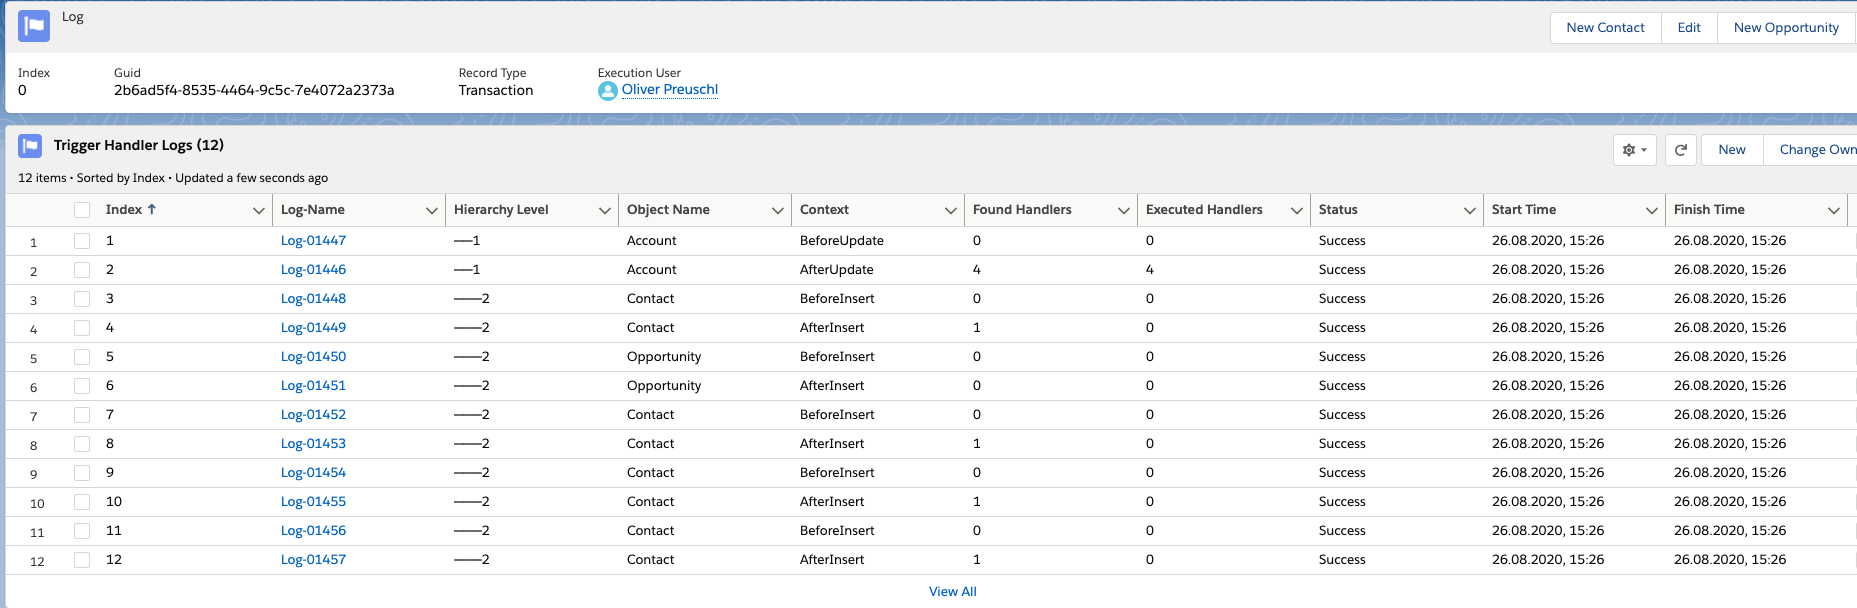 Log
New Contact Edit New Opportunity
Index Guid Record Type Execution User
0 2b6ad5f4-8535-4464-9c5c-7e4072a2373a Transaction Oliver Preuschl
Trigger Handler Logs (12)
New Change Own
12 items • Sorted by Index • Updated a few seconds ago
Index ↑ Log-Name Hierarchy Level Object Name Context Found Handlers Executed Handlers Status Start Time Finish Time
1 1 Log-01447 —–1 Account BeforeUpdate 0 0 Success 26.08.2020, 15:26 26.08.2020, 15:26
2 2 Log-01446 —–1 Account AfterUpdate 4 4 Success 26.08.2020, 15:26 26.08.2020, 15:26
3 3 Log-01448 ——–2 Contact BeforeInsert 0 0 Success 26.08.2020, 15:26 26.08.2020, 15:26
4 4 Log-01449 ——–2 Contact AfterInsert 1 0 Success 26.08.2020, 15:26 26.08.2020, 15:26
5 5 Log-01450 ——–2 Opportunity BeforeInsert 0 0 Success 26.08.2020, 15:26 26.08.2020, 15:26
6 6 Log-01451 ——–2 Opportunity AfterInsert 0 0 Success 26.08.2020, 15:26 26.08.2020, 15:26
7 7 Log-01452 ——–2 Contact BeforeInsert 0 0 Success 26.08.2020, 15:26 26.08.2020, 15:26
8 8 Log-01453 ——–2 Contact AfterInsert 1 0 Success 26.08.2020, 15:26 26.08.2020, 15:26
9 9 Log-01454 ——–2 Contact BeforeInsert 0 0 Success 26.08.2020, 15:26 26.08.2020, 15:26
10 10 Log-01455 ——–2 Contact AfterInsert 1 0 Success 26.08.2020, 15:26 26.08.2020, 15:26
11 11 Log-01456 ——–2 Contact BeforeInsert 0 0 Success 26.08.2020, 15:26 26.08.2020, 15:26
12 12 Log-01457 ——–2 Contact AfterInsert 1 0 Success 26.08.2020, 15:26 26.08.2020, 15:26
View All